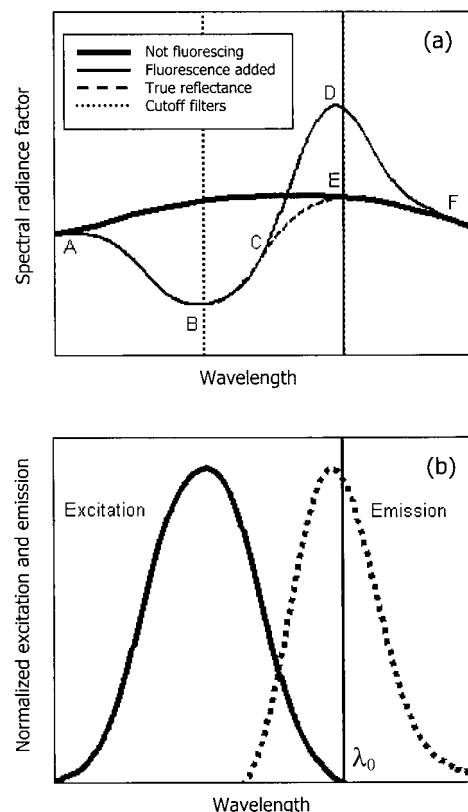 (a)
Not fluorescing
Fluorescence added
True reflectance
Cutoff filters
D
E
F
A
C
B
Spectral radiance factor
Wavelength
(b)
Excitation
Emission
λ₀
Normalized excitation and emission
Wavelength